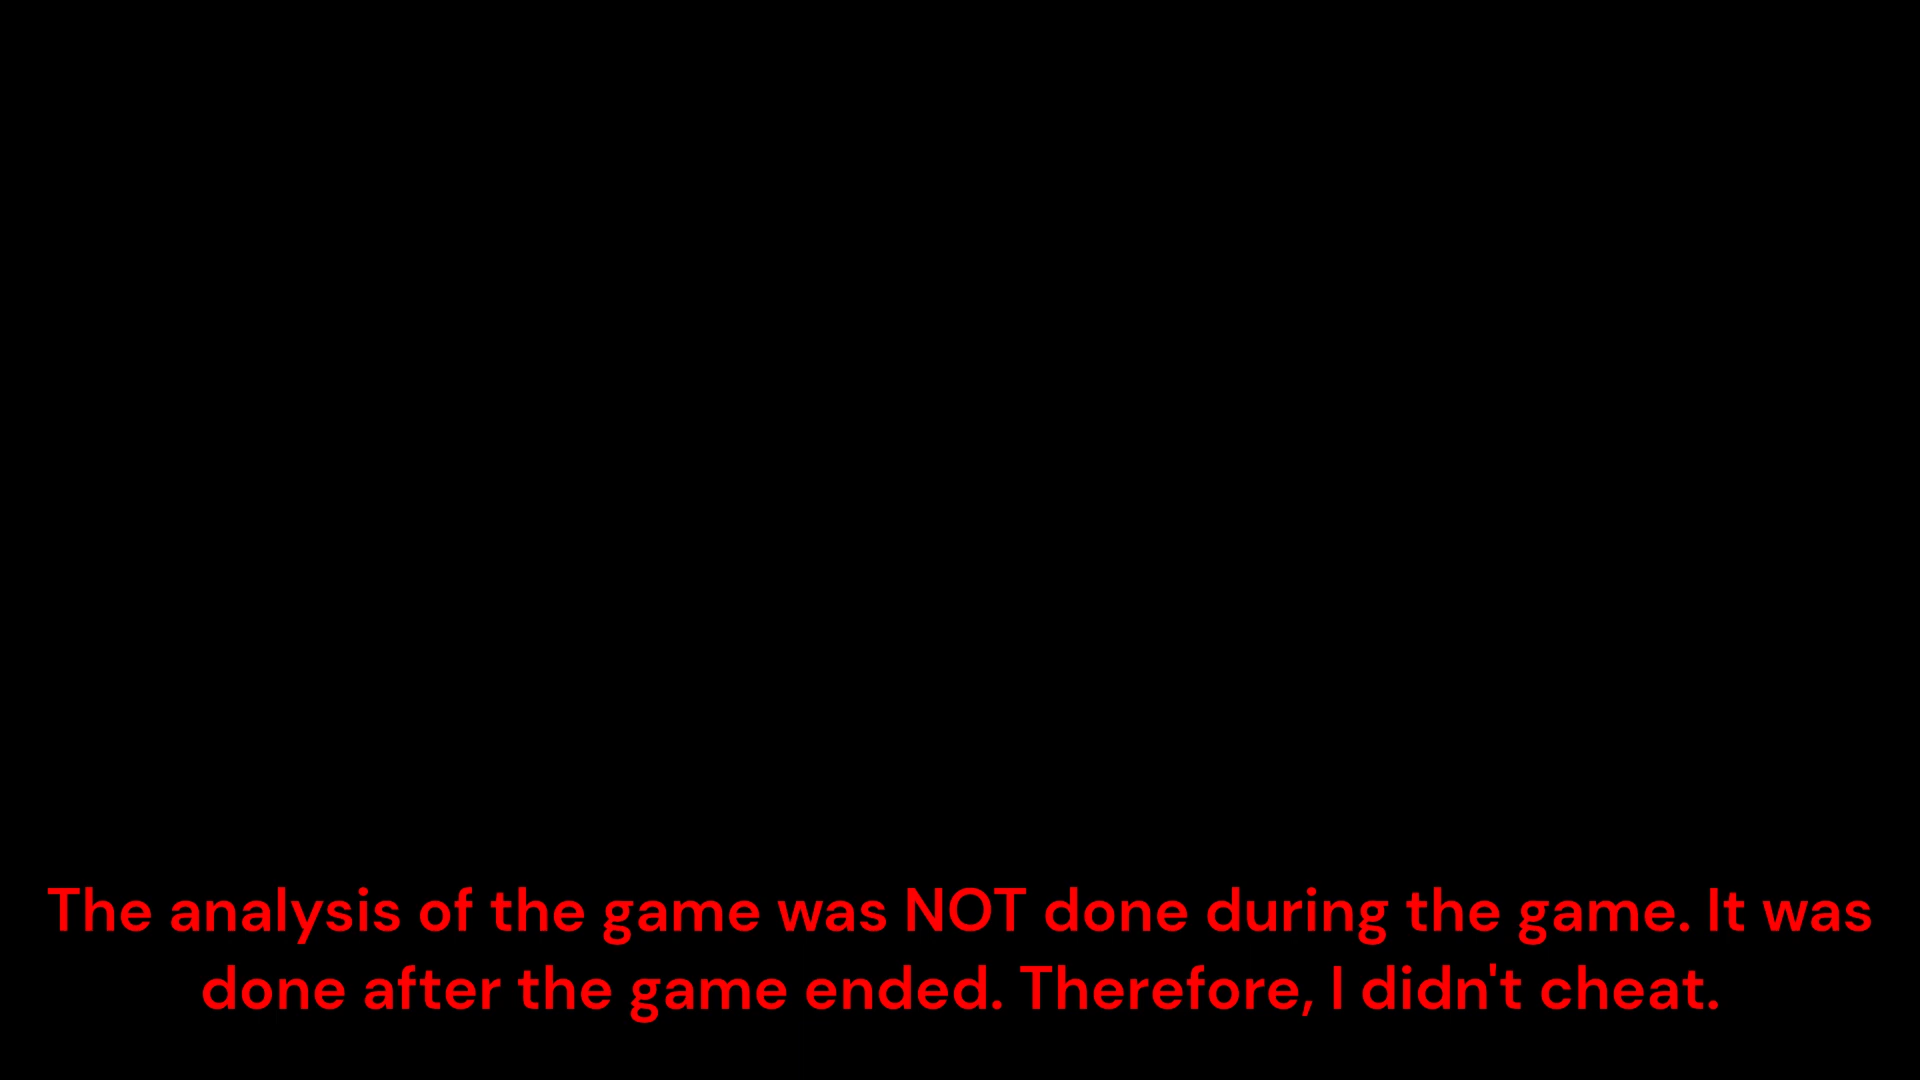 The analysis of the game was NOT done during the game. It was
done after the game ended. Therefore, I didn't cheat.